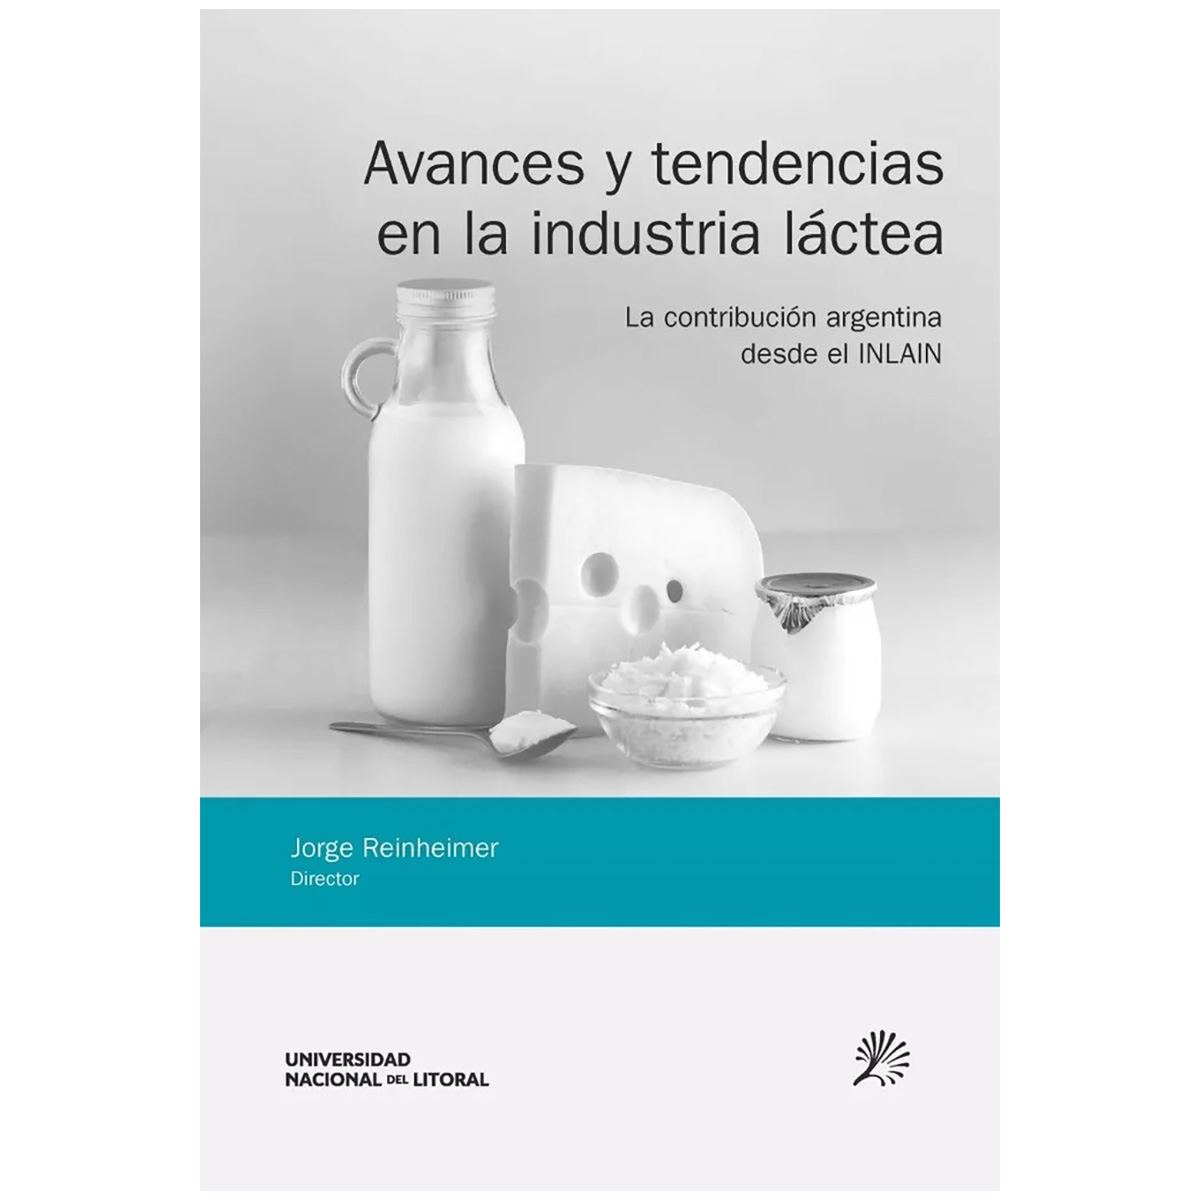 Avances y tendencias
en la industria láctea
La contribución argentina
desde el INLAIN
Jorge Reinheimer
Director
UNIVERSIDAD
NACIONAL DEL LITORAL